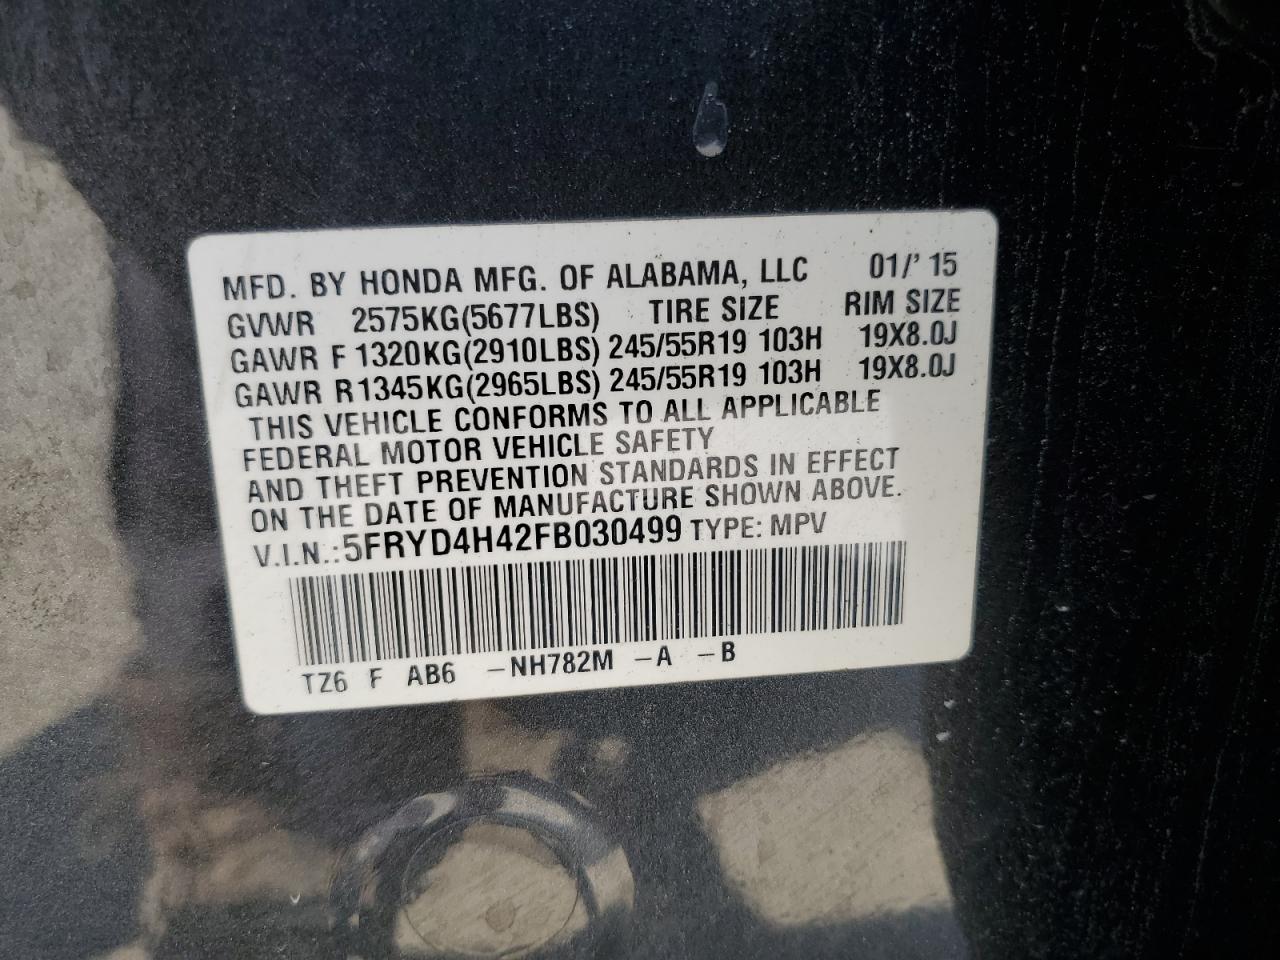 MFD. BY HONDA MFG. OF ALABAMA, LLC 01/' 15
GVWR 2575KG(5677LBS) TIRE SIZE RIM SIZE
GAWR F 1320KG(2910LBS) 245/55R19 103H 19X8.0J
GAWR R1345KG(2965LBS) 245/55R19 103H 19X8.0J
THIS VEHICLE CONFORMS TO ALL APPLICABLE
FEDERAL MOTOR VEHICLE SAFETY
AND THEFT PREVENTION STANDARDS IN EFFECT
ON THE DATE OF MANUFACTURE SHOWN ABOVE.
V.I.N.:5FRYD4H42FB030499 TYPE: MPV
TZ6 F AB6 -NH782M -A -B